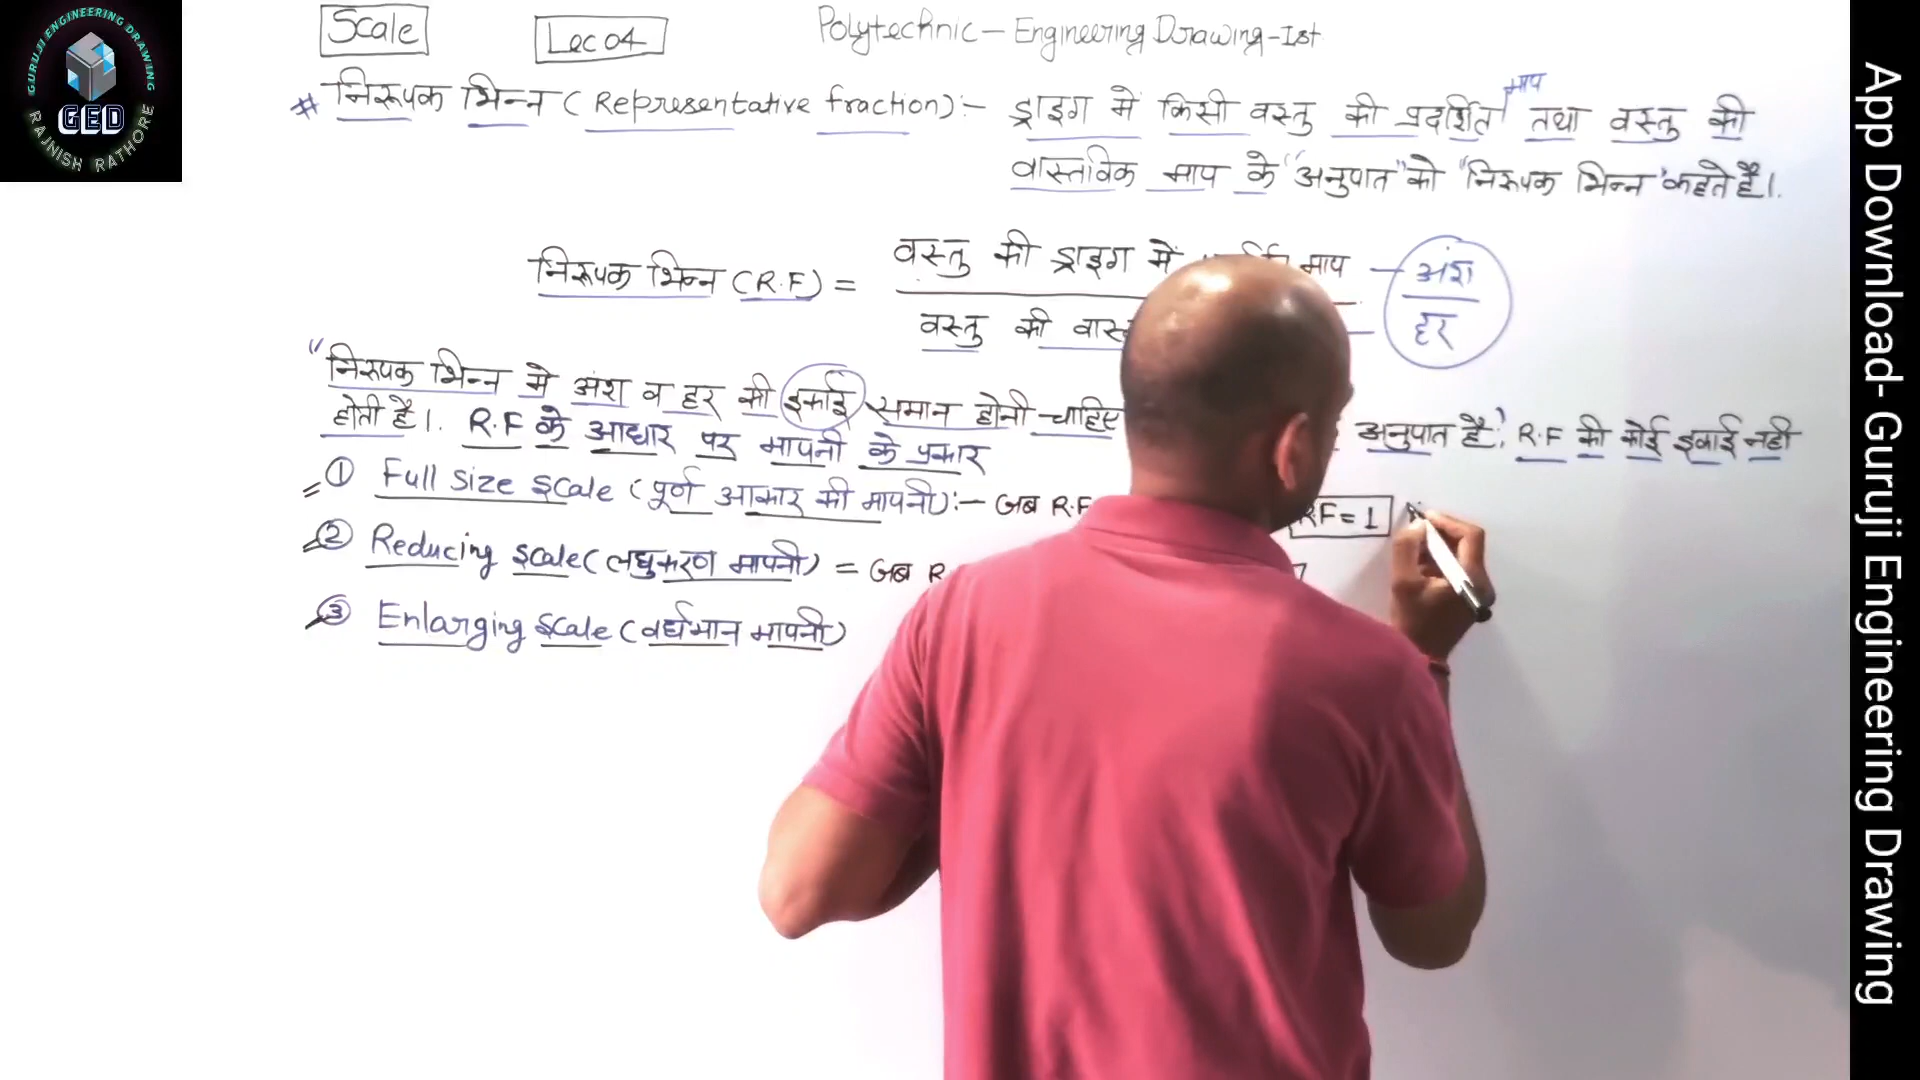 GURUJI ENGINEERING DRAWING
GED
RAJNISH RATHORE
Scale
Lec 04
Polytechnic - Engineering Drawing - Ist
# निरूपक भिन्न (Representative fraction) :- ड्राइग में किसी वस्तु की प्रदर्शित माप तथा वस्तु की
वास्तविक माप के "अनुपात" को "निरूपक भिन्न" कहते है।
निरूपक भिन्न (R.F) =
वस्तु की ड्राइग में माप - अंश
वस्तु की हर
"निरूपक भिन्न मे अंश व हर की इकाई समान होनी चाहिए अनुपात है, R.F की कोई इकाई नही
होती है।. R.F के आधार पर मापनी के प्रकार
① Full size scale (पूर्ण आकार की मापनी) :- जब R.F R.F = 1
② Reducing scale (लघुकरण मापनी) = जब R
③ Enlarging scale (वर्धमान मापनी)
App Download- Guruji Engineering Drawing